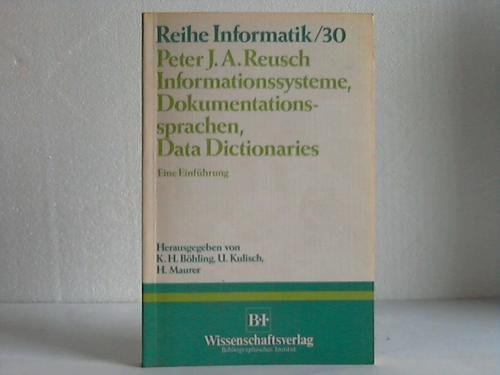 Reihe Informatik/30
Peter J. A. Reusch
Informationssysteme,
Dokumentations-
sprachen,
Data Dictionaries
Eine Einführung
Herausgegeben von
K. H. Böhling, U. Kulisch,
H. Maurer
B·I·
Wissenschaftsverlag
Bibliographisches Institut